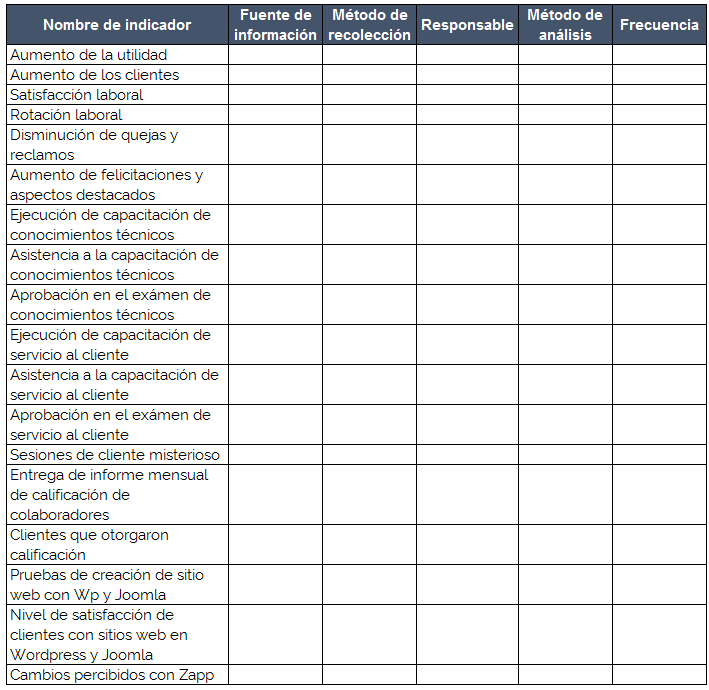 Nombre de indicador
Fuente de
información
Método de
recolección
Responsable
Método de
análisis
Frecuencia
Aumento de la utilidad
Aumento de los clientes
Satisfacción laboral
Rotación laboral
Disminución de quejas y
reclamos
Aumento de felicitaciones y
aspectos destacados
Ejecución de capacitación de
conocimientos técnicos
Asistencia a la capacitación de
conocimientos técnicos
Aprobación en el exámen de
conocimientos técnicos
Ejecución de capacitación de
servicio al cliente
Asistencia a la capacitación de
servicio al cliente
Aprobación en el exámen de
servicio al cliente
Sesiones de cliente misterioso
Entrega de informe mensual
de calificación de
colaboradores
Clientes que otorgaron
calificación
Pruebas de creación de sitio
web con Wp y Joomla
Nivel de satisfacción de
clientes con sitios web en
Wordpress y Joomla
Cambios percibidos con Zapp